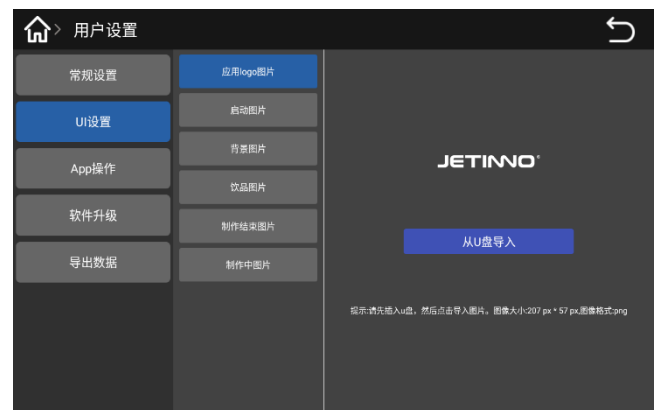 > 用户设置
常规设置
UI设置
App操作
软件升级
导出数据
应用logo图片
启动图片
背景图片
饮品图片
制作结束图片
制作中图片
JETINNO
从U盘导入
提示:请先插入u盘，然后点击导入图片。图像大小:207 px * 57 px,图像格式:png